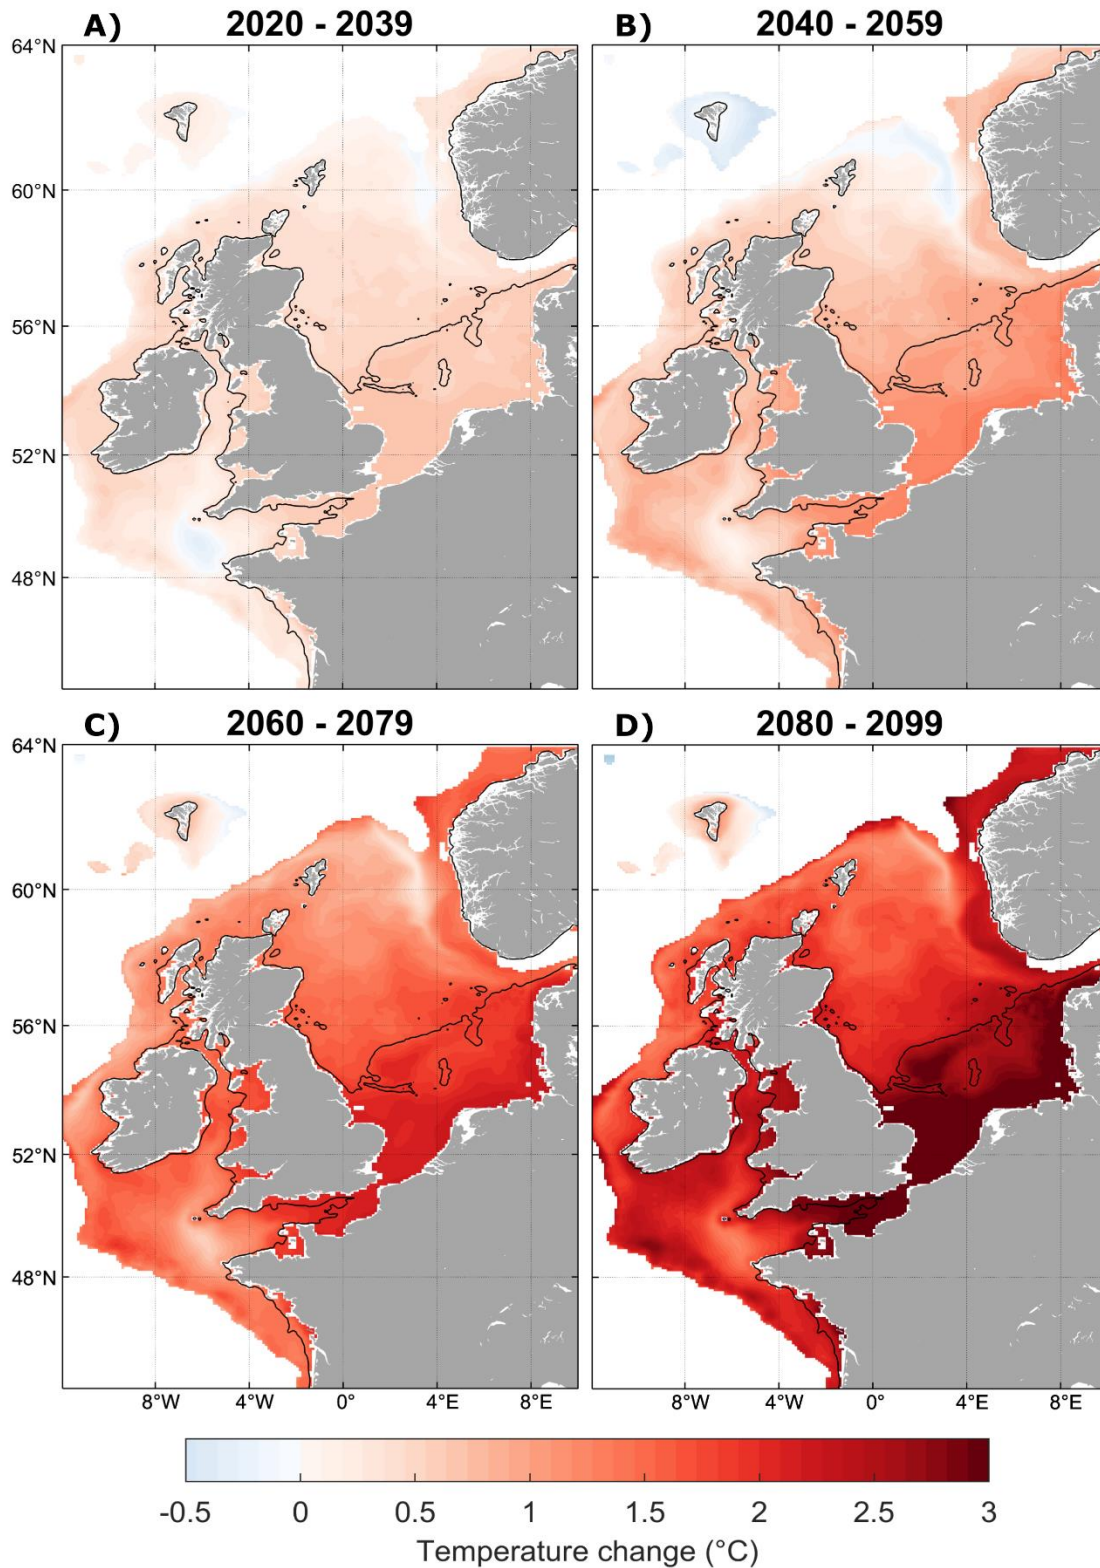 A) 2020 - 2039
B) 2040 - 2059
64°N
60°N
56°N
52°N
48°N
C) 2060 - 2079
D) 2080 - 2099
64°N
60°N
56°N
52°N
48°N
8°W 4°W 0° 4°E 8°E
8°W 4°W 0° 4°E 8°E
-0.5 0 0.5 1 1.5 2 2.5 3
Temperature change (°C)